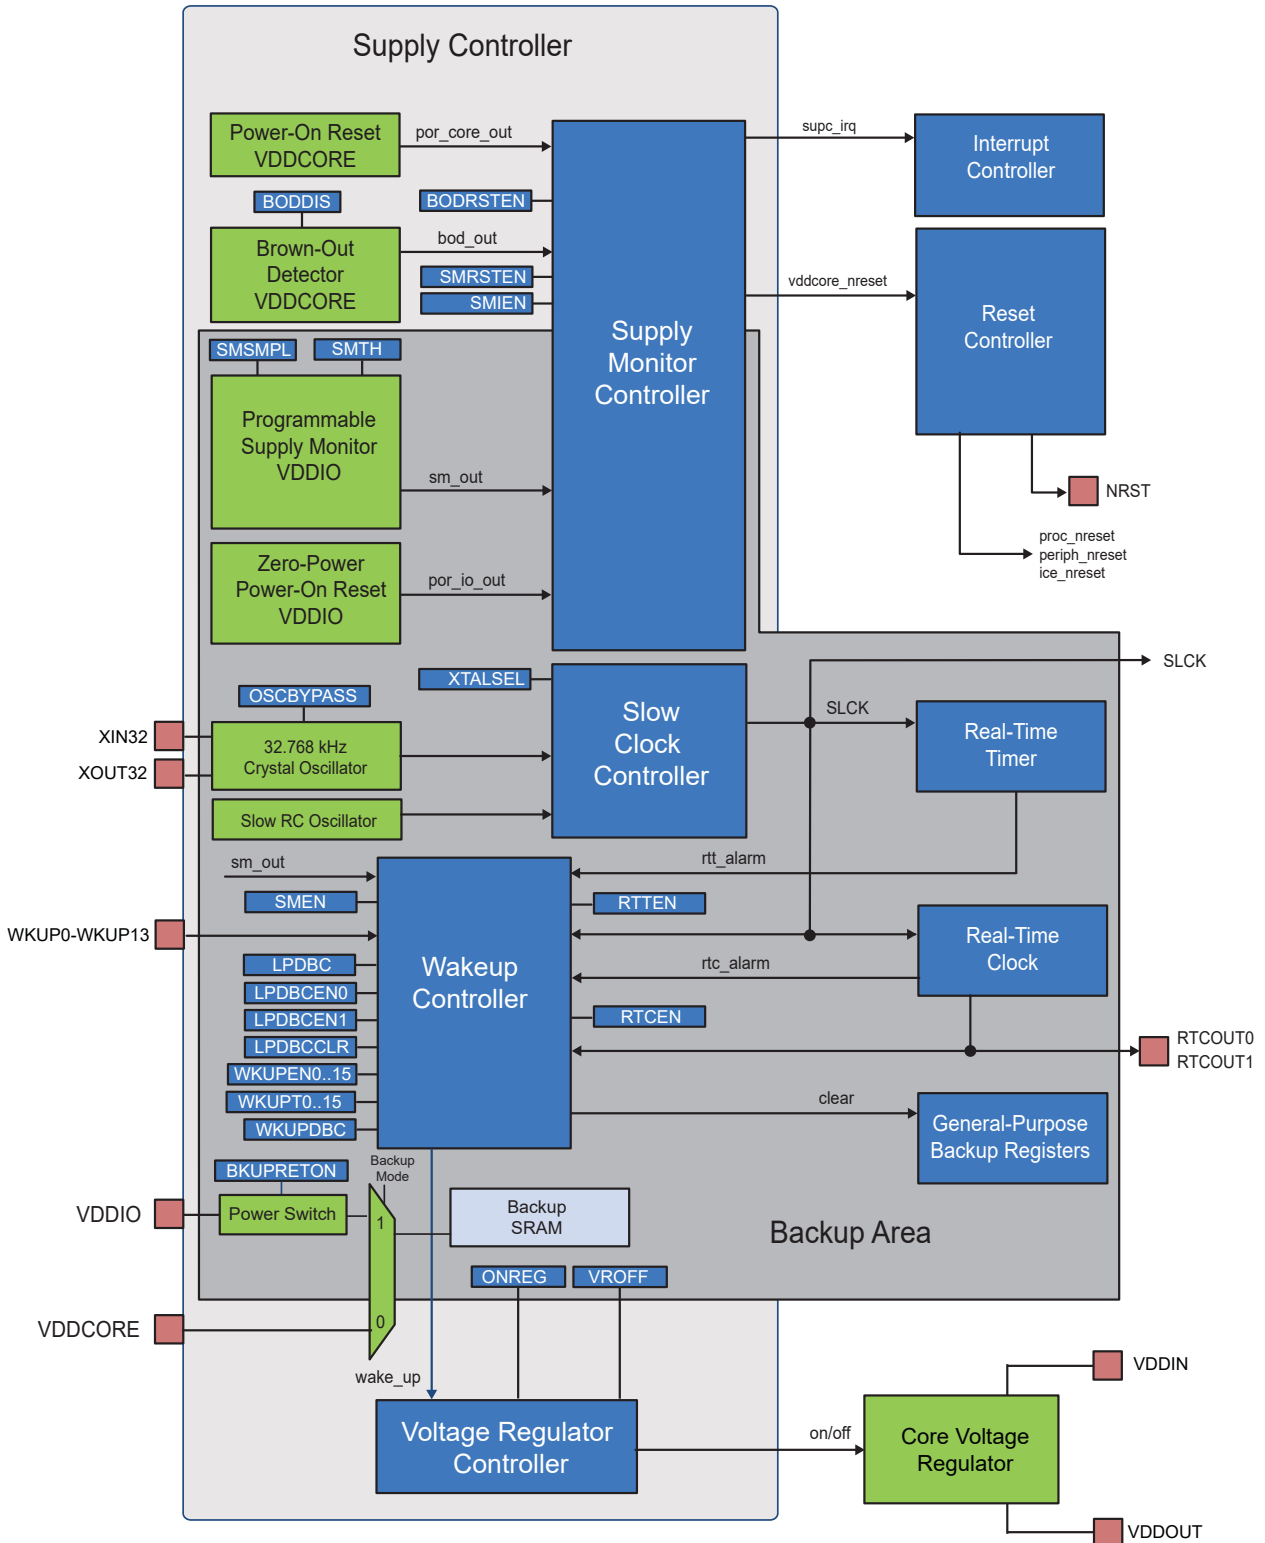 Supply Controller
Power-On Reset
VDDCORE
por_core_out
supc_irq
Interrupt
Controller
BODDIS
BODRSTEN
Brown-Out
Detector
VDDCORE
bod_out
SMRSTEN
SMIEN
vddcore_nreset
Reset
Controller
Supply
Monitor
Controller
SMSMPL
SMTH
Programmable
Supply Monitor
VDDIO
sm_out
NRST
proc_nreset
periph_nreset
ice_nreset
Zero-Power
Power-On Reset
VDDIO
por_io_out
SLCK
XTALSEL
OSCBYPASS
Slow
Clock
Controller
SLCK
Real-Time
Timer
XIN32
XOUT32
32.768 kHz
Crystal Oscillator
Slow RC Oscillator
sm_out
rtt_alarm
SMEN
RTTEN
WKUP0-WKUP13
Wakeup
Controller
Real-Time
Clock
LPDBC
rtc_alarm
LPDBCEN0
LPDBCEN1
RTCEN
LPDBCCLR
RTCOUT0
RTCOUT1
WKUPEN0..15
WKUPT0..15
WKUPDBC
clear
General-Purpose
Backup Registers
BKUPRETON
Backup
Mode
VDDIO
Power Switch
1
Backup
SRAM
Backup Area
ONREG
VROFF
VDDCORE
0
wake_up
VDDIN
Voltage Regulator
Controller
on/off
Core Voltage
Regulator
VDDOUT